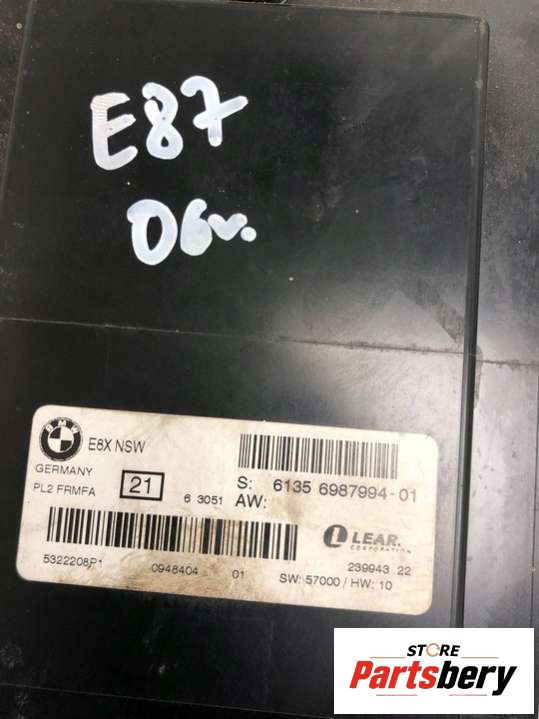 E87
06v.
BMW
E8X NSW
GERMANY
PL2 FRMFA
21
6 3051
S: 6135 6987994-01
AW:
LEAR.
CORPORATION
5322208P1
0948404
01
239943 22
SW: 57000 / HW: 10
STORE
Partsbery